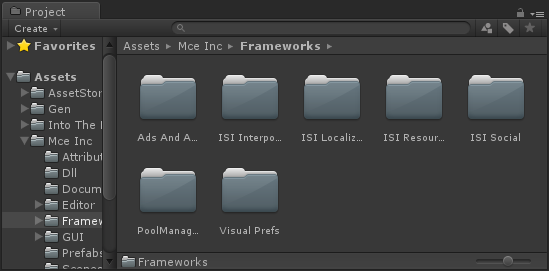 Project
Create
Favorites
Assets
AssetStor
Gen
Into The
Mce Inc
Attribut
Dll
Docum
Editor
Framew
GUI
Prefabs
Assets Mce Inc Frameworks
Ads And A... ISI Interpo... ISI Localiz... ISI Resour... ISI Social
PoolManag... Visual Prefs
Frameworks